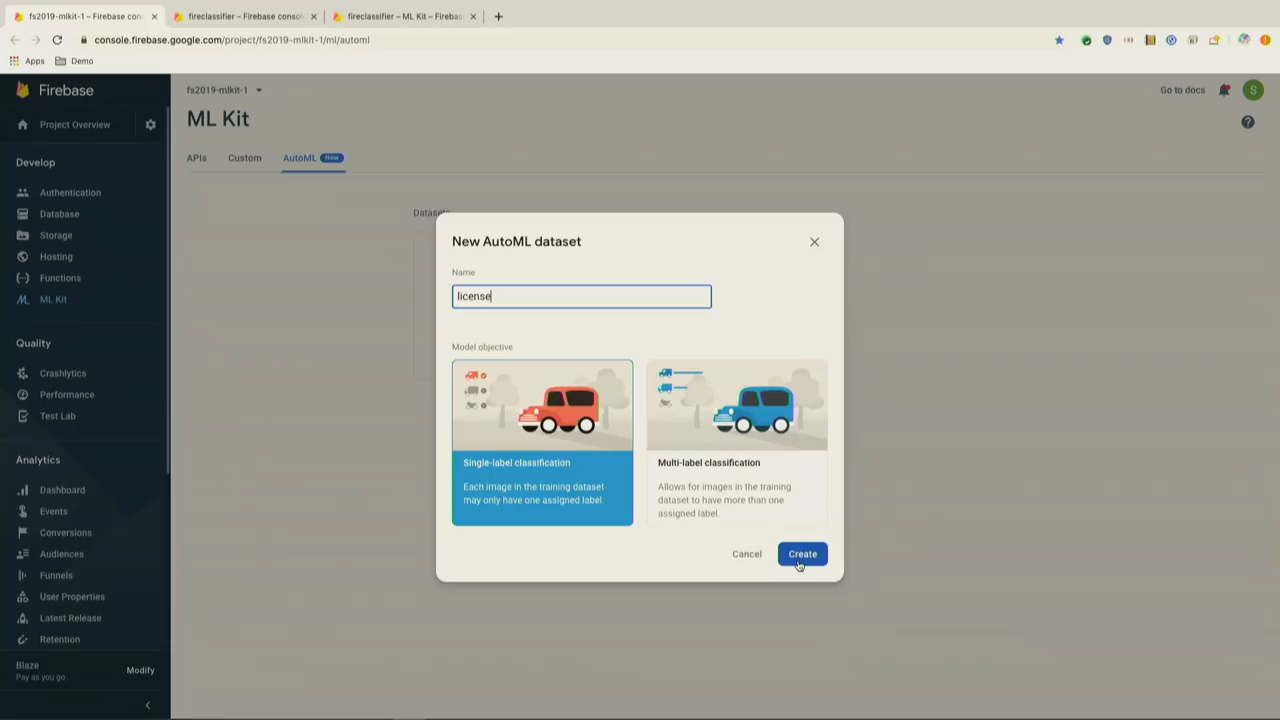 fs2019-mlkit-1 – Firebase con
fireclassifier – Firebase consol
fireclassifier – ML Kit – Fireba
console.firebase.google.com/project/fs2019-mlkit-1/ml/automl
Apps
Demo
Firebase
fs2019-mlkit-1
Go to docs
S
Project Overview
ML Kit
Develop
APIs
Custom
AutoML
New
Authentication
Database
Storage
Hosting
Functions
ML Kit
Quality
Crashlytics
Performance
Test Lab
Analytics
Dashboard
Events
Conversions
Audiences
Funnels
User Properties
Latest Release
Retention
Blaze
Pay as you go
Modify
Datasets
New AutoML dataset
Name
license
Model objective
Single-label classification
Each image in the training dataset
may only have one assigned label.
Multi-label classification
Allows for images in the training
dataset to have more than one
assigned label.
Cancel
Create